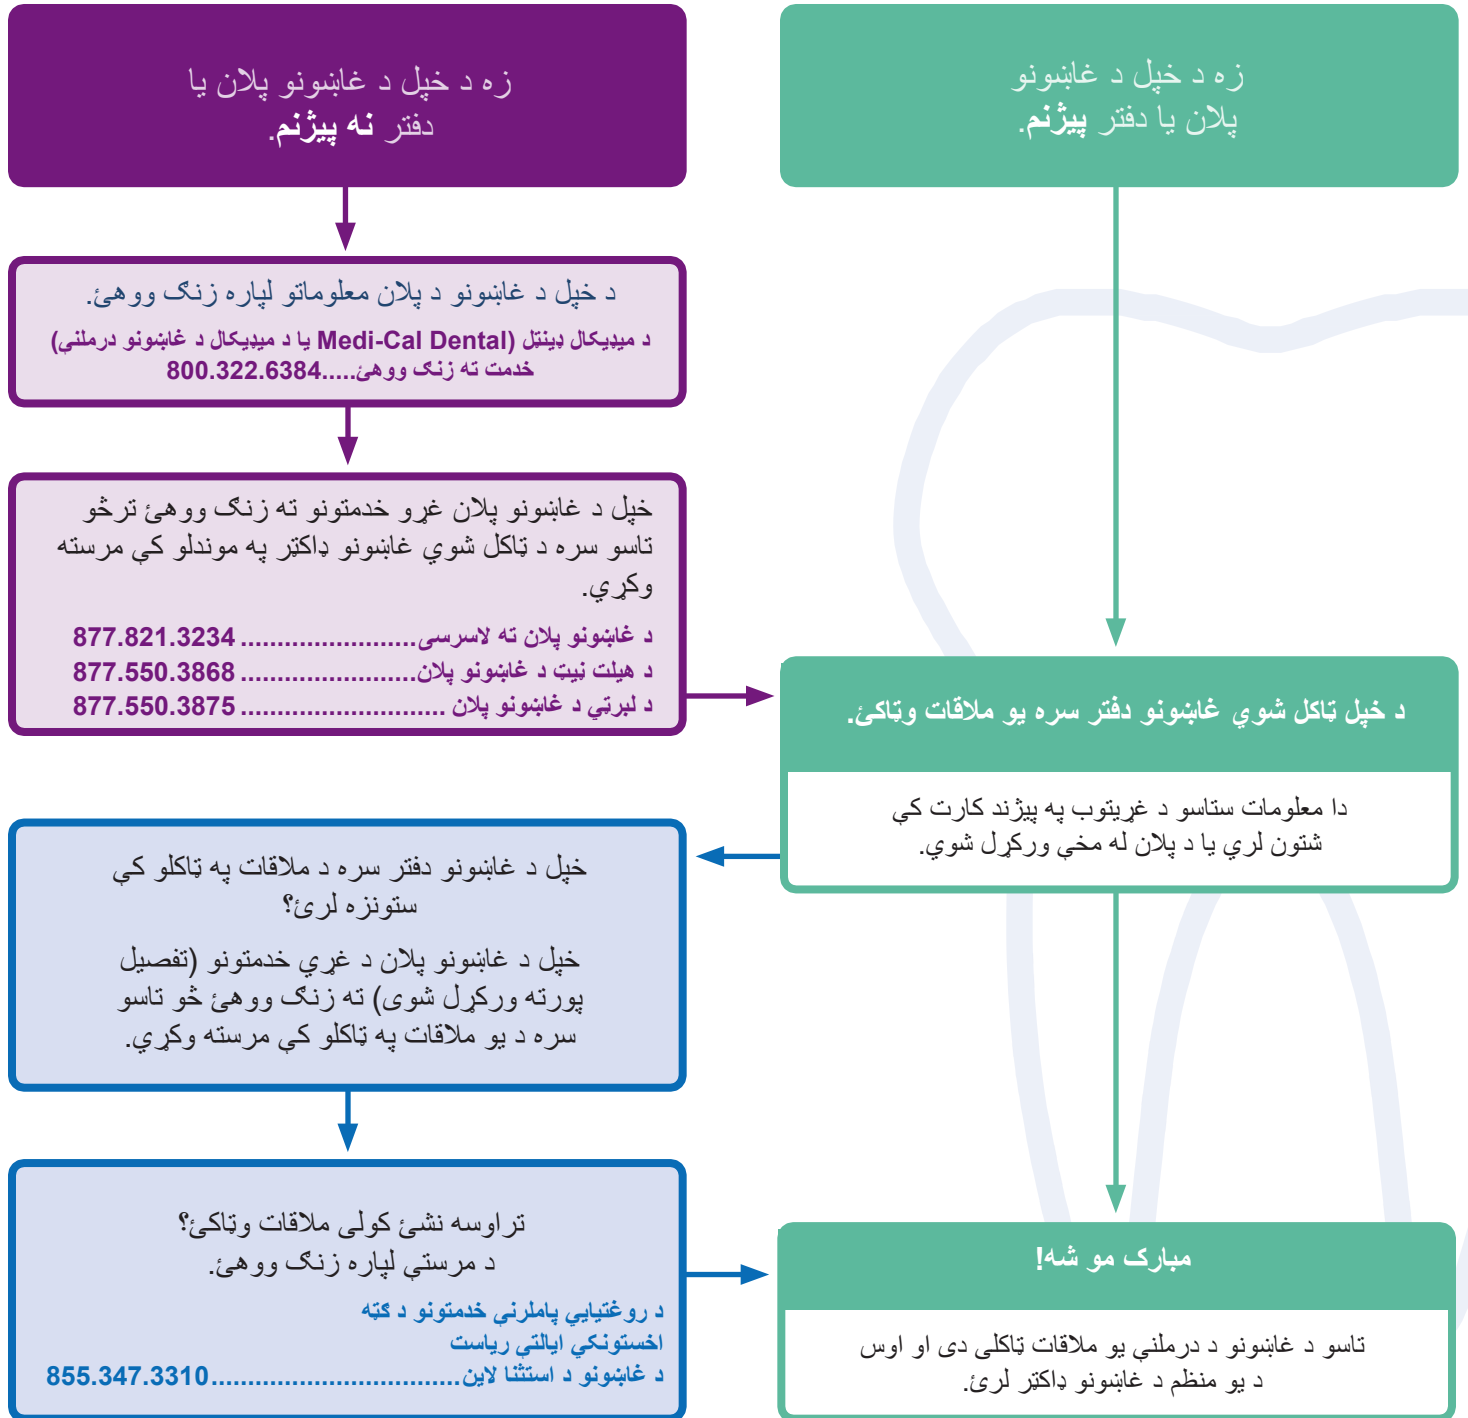 زه د خپل د غاښونو پلان یا
دفتر نه پیژنم.
زه د خپل د غاښونو
پلان یا دفتر پیژنم.
د خپل د غاښونو د پلان معلوماتو لپاره زنګ ووهئ.
د میډیکال ډینټل (Medi-Cal Dental یا د میډیکال د غاښونو درملنې)
خدمت ته زنګ ووهئ.....800.322.6384
خپل د غاښونو پلان غړو خدمتونو ته زنګ ووهئ ترڅو
تاسو سره د ټاکل شوي غاښونو ډاکټر په موندلو کې مرسته
وکړي.
د غاښونو پلان ته لاسرسی........................ 877.821.3234
د هیلت نیټ د غاښونو پلان........................ 877.550.3868
د لبرټي د غاښونو پلان ............................ 877.550.3875
د خپل ټاکل شوي غاښونو دفتر سره یو ملاقات وټاکئ.
دا معلومات ستاسو د غړیتوب په پیژند کارت کې
شتون لري یا د پلان له مخې ورکړل شوي.
خپل د غاښونو دفتر سره د ملاقات په ټاکلو کې
ستونزه لرئ؟
خپل د غاښونو پلان د غړي خدمتونو (تفصیل
پورته ورکړل شوی) ته زنګ ووهئ څو تاسو
سره د یو ملاقات په ټاکلو کې مرسته وکړي.
تراوسه نشئ کولی ملاقات وټاکئ؟
د مرستې لپاره زنګ ووهئ.
د روغتیایي پاملرنې خدمتونو د ګټه
اخستونکي ایالتي ریاست
د غاښونو د استثنا لاین..................................855.347.3310
مبارک مو شه!
تاسو د غاښونو د درملنې یو ملاقات ټاکلی دی او اوس
د یو منظم د غاښونو ډاکټر لرئ.